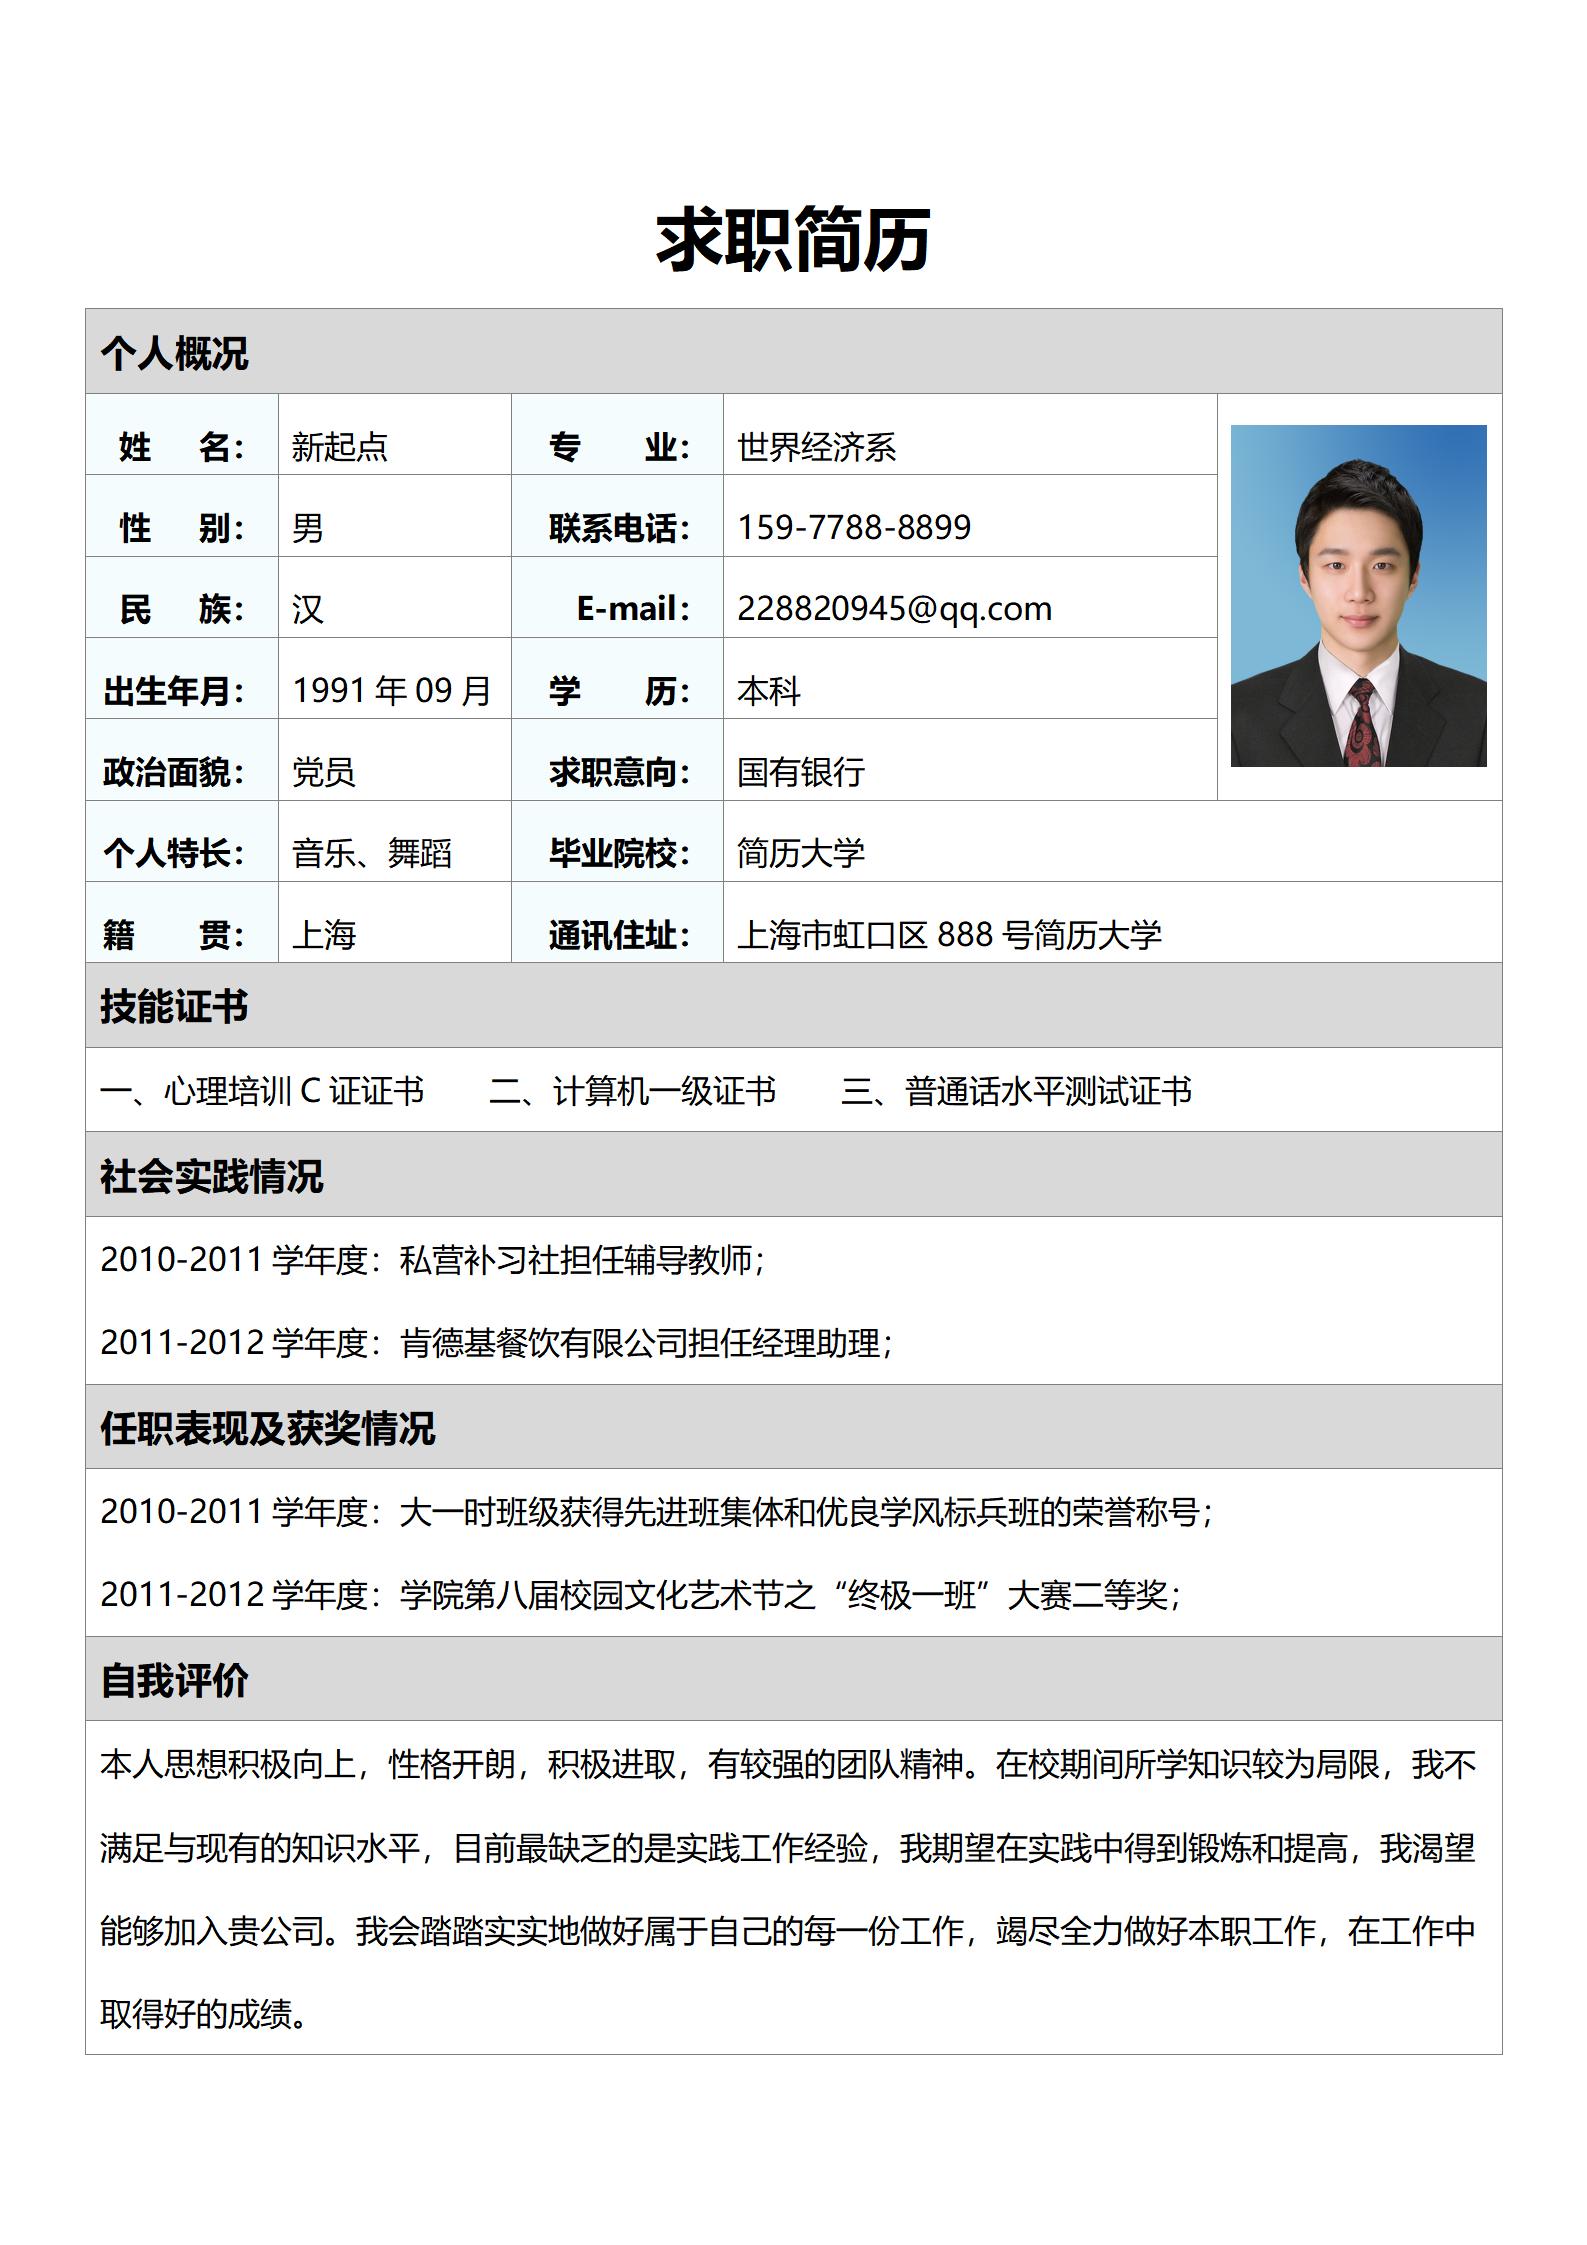 求职简历
个人概况
姓 名： 新起点 专 业： 世界经济系
性 别： 男 联系电话： 159-7788-8899
民 族： 汉 E-mail： 228820945@qq.com
出生年月： 1991 年 09 月 学 历： 本科
政治面貌： 党员 求职意向： 国有银行
个人特长： 音乐、舞蹈 毕业院校： 简历大学
籍 贯： 上海 通讯住址： 上海市虹口区 888 号简历大学
技能证书
一、心理培训 C 证证书 二、计算机一级证书 三、普通话水平测试证书
社会实践情况
2010-2011 学年度：私营补习社担任辅导教师；
2011-2012 学年度：肯德基餐饮有限公司担任经理助理；
任职表现及获奖情况
2010-2011 学年度：大一时班级获得先进班集体和优良学风标兵班的荣誉称号；
2011-2012 学年度：学院第八届校园文化艺术节之“终极一班”大赛二等奖；
自我评价
本人思想积极向上，性格开朗，积极进取，有较强的团队精神。在校期间所学知识较为局限，我不
满足与现有的知识水平，目前最缺乏的是实践工作经验，我期望在实践中得到锻炼和提高，我渴望
能够加入贵公司。我会踏踏实实地做好属于自己的每一份工作，竭尽全力做好本职工作，在工作中
取得好的成绩。